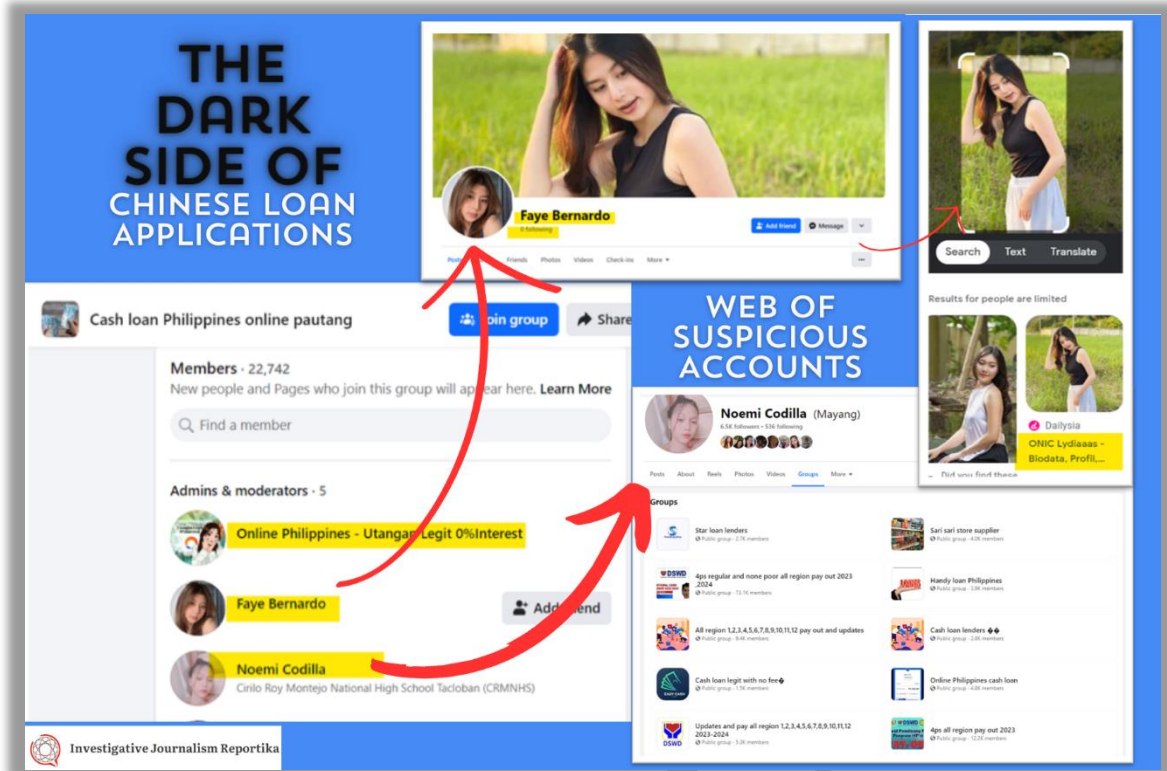 THE
DARK
SIDE OF
CHINESE LOAN
APPLICATIONS
Faye Bernardo
0 following
Add friend
Message
Posts
Friends
Photos
Videos
Check-ins
More
Search
Text
Translate
Results for people are limited
Dailysia
ONIC Lydiaaas -
Biodata, Profil,...
Did you find these
Cash loan Philippines online pautang
Join group
Share
Members · 22,742
New people and Pages who join this group will appear here. Learn More
Find a member
Admins & moderators · 5
Online Philippines - Utangan Legit 0%Interest
Faye Bernardo
Add friend
Noemi Codilla
Cirilo Roy Montejo National High School Tacloban (CRMNHS)
WEB OF
SUSPICIOUS
ACCOUNTS
Noemi Codilla (Mayang)
6.5K followers • 536 following
Posts
About
Reels
Photos
Videos
Groups
More
Groups
Star loan lenders
Public group · 2.7K members
Sari sari store supplier
Public group · 4.0K members
DSWD
4ps regular and none poor all region pay out 2023
,2024
Public group · 13.1K members
LOANS
Handy loan Philippines
Public group · 3.8K members
All region 1,2,3,4,5,6,7,8,9,10,11,12 pay out and updates
Public group · 9.4K members
Cash loan lenders ��
Public group · 2.8K members
EASY CASH
Cash loan legit with no fee�
Public group · 1.5K members
Online Philippines cash loan
Public group · 4.8K members
DSWD
Updates and pay all region 1,2,3,4,5,6,7,8,9,10,11,12
2023-2024
Public group · 5.2K members
DSWD
4ps all region pay out 2023
Public group · 12.2K members
Investigative Journalism Reportika